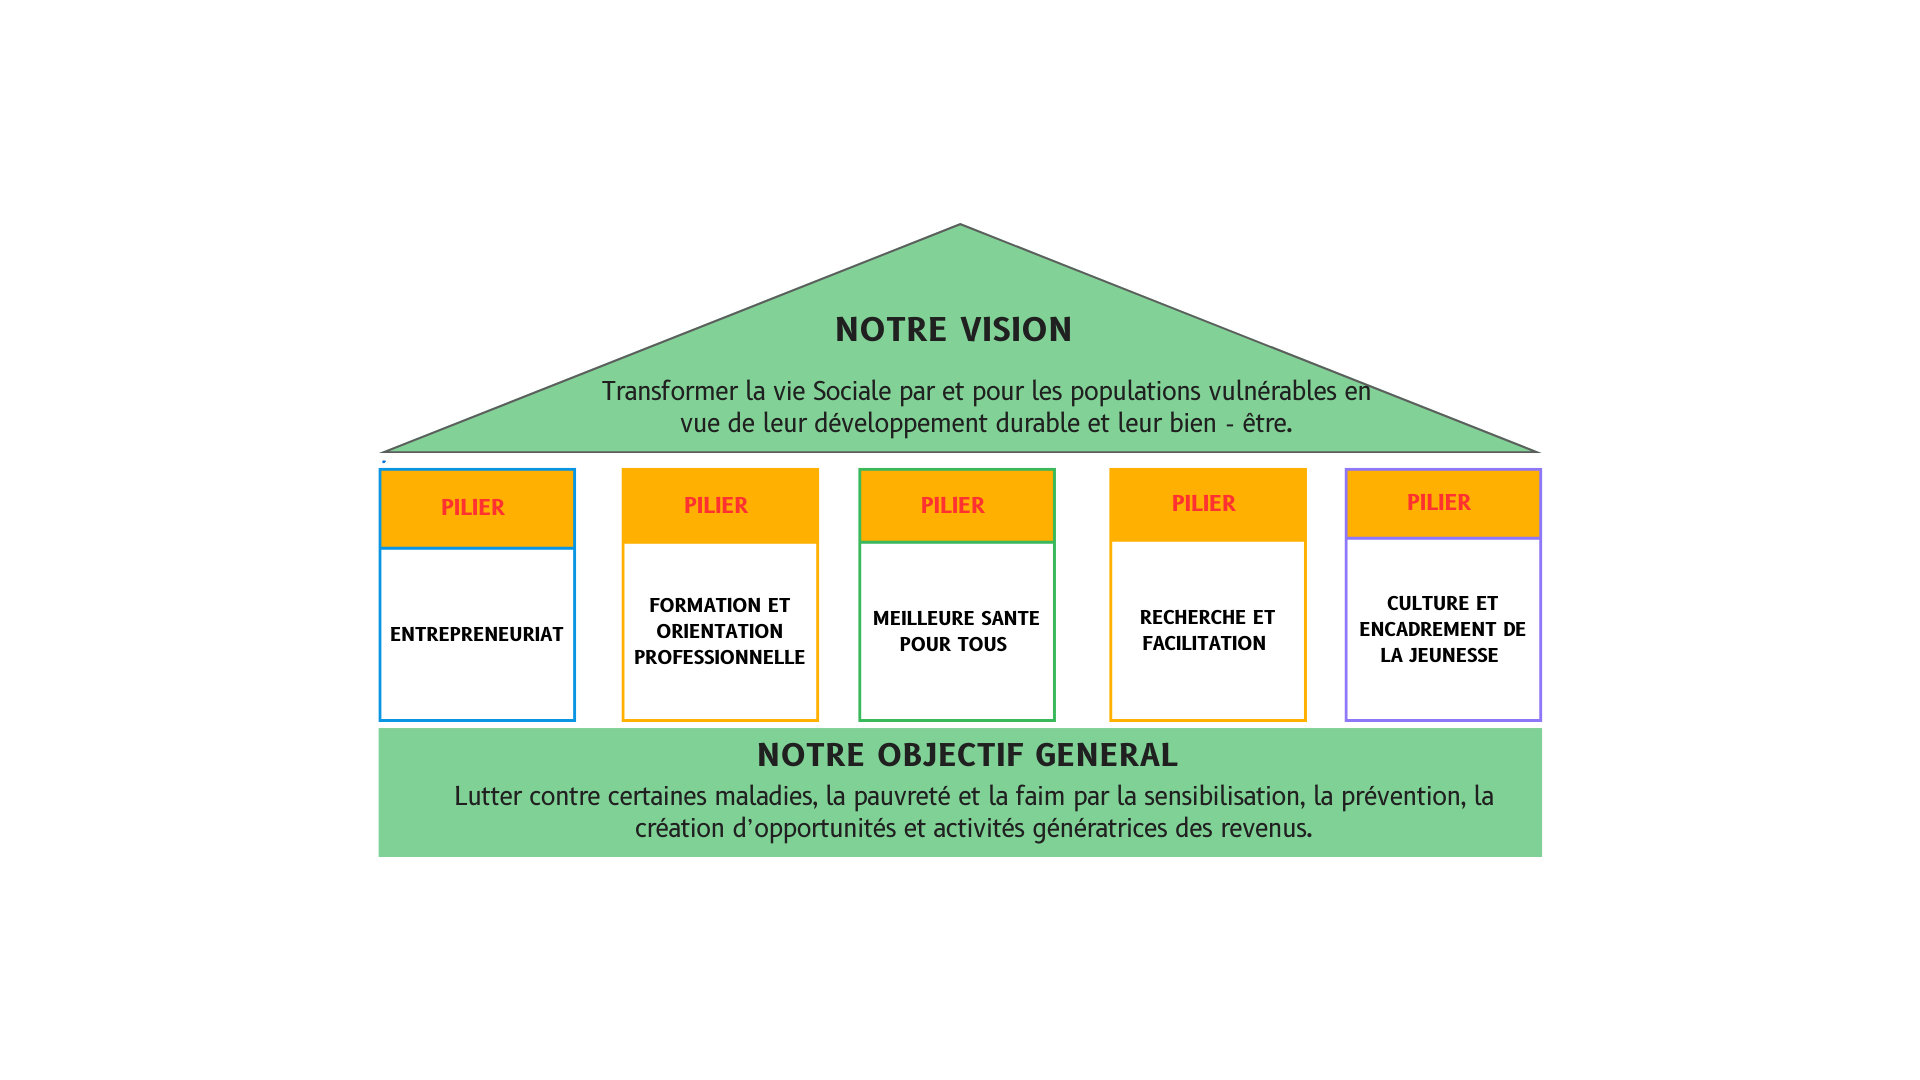 NOTRE VISION
Transformer la vie Sociale par et pour les populations vulnérables en
vue de leur développement durable et leur bien - être.
PILIER
ENTREPRENEURIAT
PILIER
FORMATION ET
ORIENTATION
PROFESSIONNELLE
PILIER
MEILLEURE SANTE
POUR TOUS
PILIER
RECHERCHE ET
FACILITATION
PILIER
CULTURE ET
ENCADREMENT DE
LA JEUNESSE
NOTRE OBJECTIF GENERAL
Lutter contre certaines maladies, la pauvreté et la faim par la sensibilisation, la prévention, la
création d’opportunités et activités génératrices des revenus.